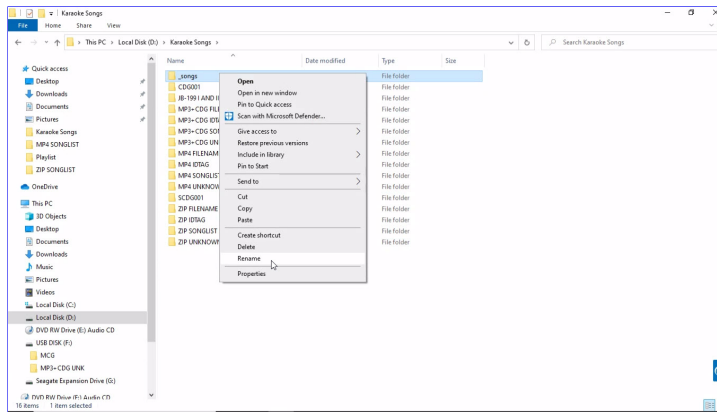 Karaoke Songs
File Home Share View
This PC > Local Disk (D:) > Karaoke Songs >
Search Karaoke Songs
Name Date modified Type Size
Quick access
Desktop
Downloads
Documents
Pictures
Karaoke Songs
MP4 SONGLIST
Playlist
ZIP SONGLIST
OneDrive
This PC
3D Objects
Desktop
Documents
Downloads
Music
Pictures
Videos
Local Disk (C:)
Local Disk (D:)
DVD RW Drive (E:) Audio CD
USB DISK (F:)
MCG
MP3+CDG UNK
Seagate Expansion Drive (G:)
DVD RW Drive (E:) Audio CD
_songs File folder
CDG001 File folder
JB-199 I AND II File folder
MP3+CDG FIL File folder
MP3+CDG IDTA File folder
MP3+CDG SON File folder
MP3+CDG UN File folder
MP4 FILENAM File folder
MP4 IDTAG File folder
MP4 SONGLIS File folder
MP4 UNKNOW File folder
SCDG001 File folder
ZIP FILENAME File folder
ZIP IDTAG File folder
ZIP SONGLIST File folder
ZIP UNKNOWN File folder
Open
Open in new window
Pin to Quick access
Scan with Microsoft Defender...
Give access to
Restore previous versions
Include in library
Pin to Start
Send to
Cut
Copy
Paste
Create shortcut
Delete
Rename
Properties
16 items 1 item selected